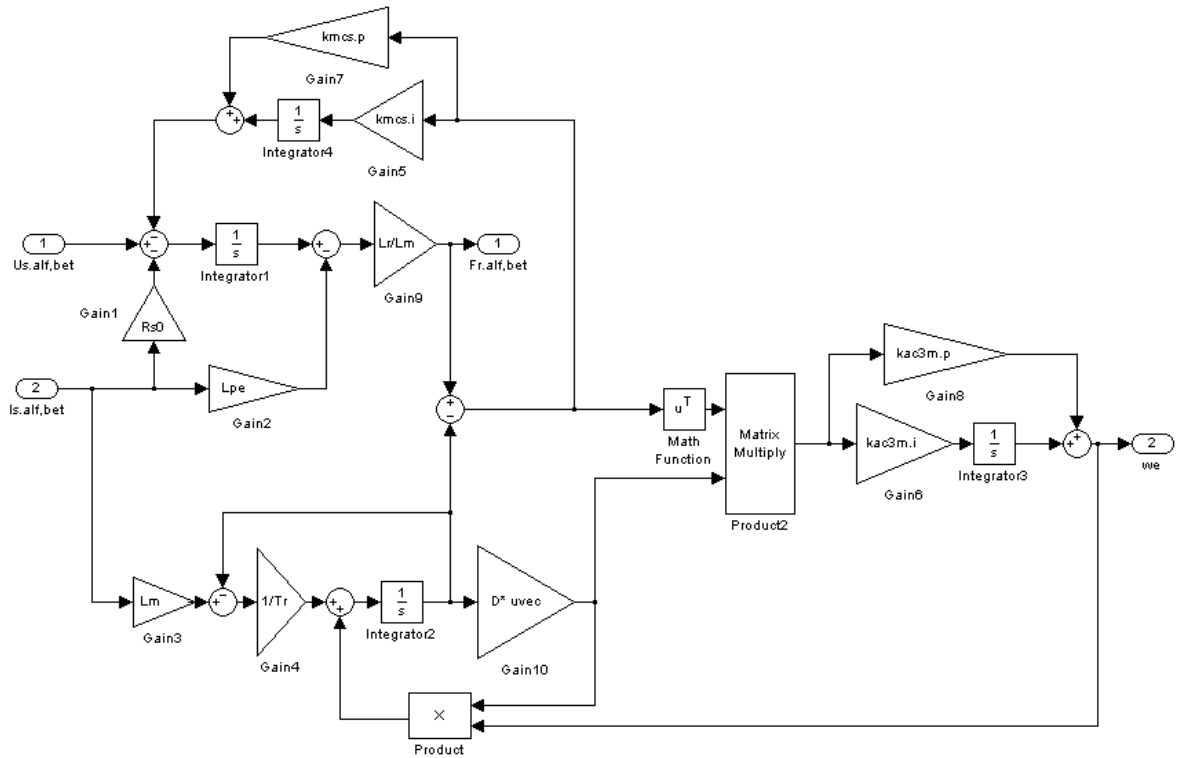 kmcs.p
Gain7
kmcs.i
Gain5
1
s
Integrator4
+
+
1
Us.alf,bet
+
−
−
1
s
Integrator1
+
−
Lr/Lm
Gain9
1
Fr.alf,bet
Gain1
Rs0
2
Is.alf,bet
Lpe
Gain2
+
−
u^T
Math
Function
Matrix
Multiply
Product2
kac3m.p
Gain8
kac3m.i
Gain6
1
s
Integrator3
+
+
2
we
Lm
Gain3
+
−
1/Tr
Gain4
+
+
1
s
Integrator2
D* uvec
Gain10
×
Product